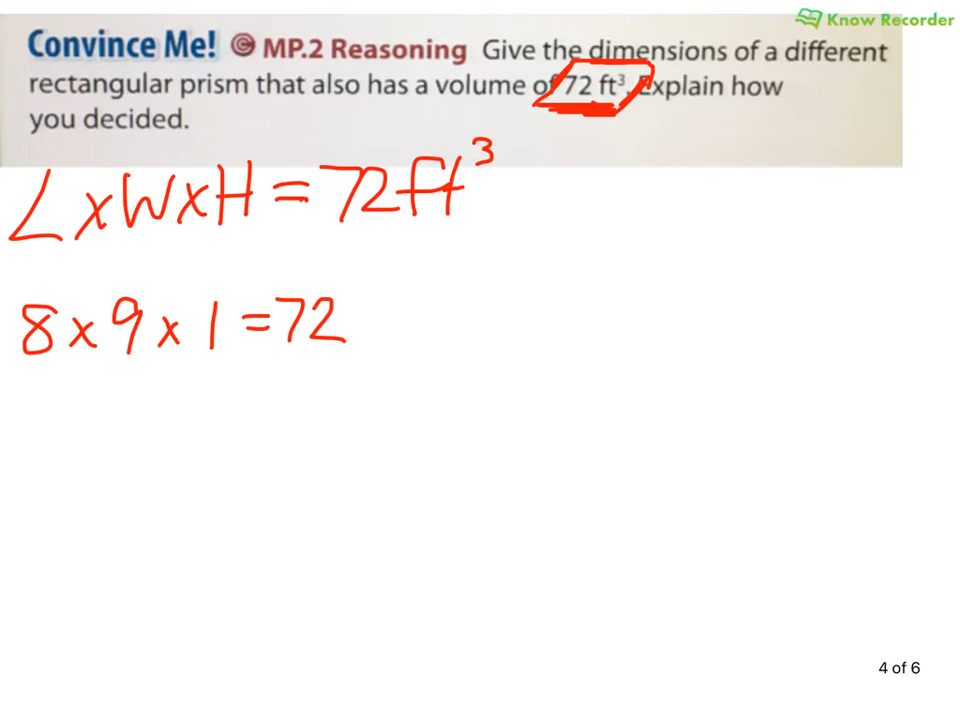 Know Recorder
Convince Me! MP.2 Reasoning Give the dimensions of a different
rectangular prism that also has a volume of 72 ft³. Explain how
you decided.
L x W x H = 72 ft³
8 x 9 x 1 = 72
4 of 6